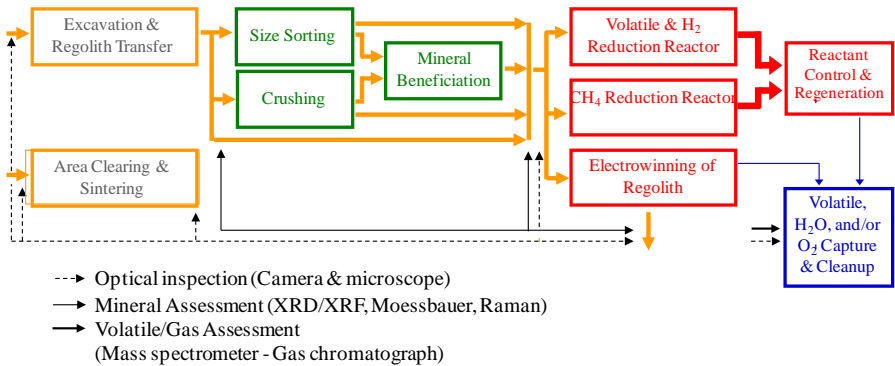 Excavation &
Regolith Transfer
Size Sorting
Crushing
Mineral
Beneficiation
Volatile & H2
Reduction Reactor
CH4 Reduction Reactor
Reactant
Control &
Regeneration
Area Clearing &
Sintering
Electrowinning of
Regolith
Volatile,
H2O, and/or
O2 Capture
& Cleanup
Optical inspection (Camera & microscope)
Mineral Assessment (XRD/XRF, Moessbauer, Raman)
Volatile/Gas Assessment
(Mass spectrometer - Gas chromatograph)